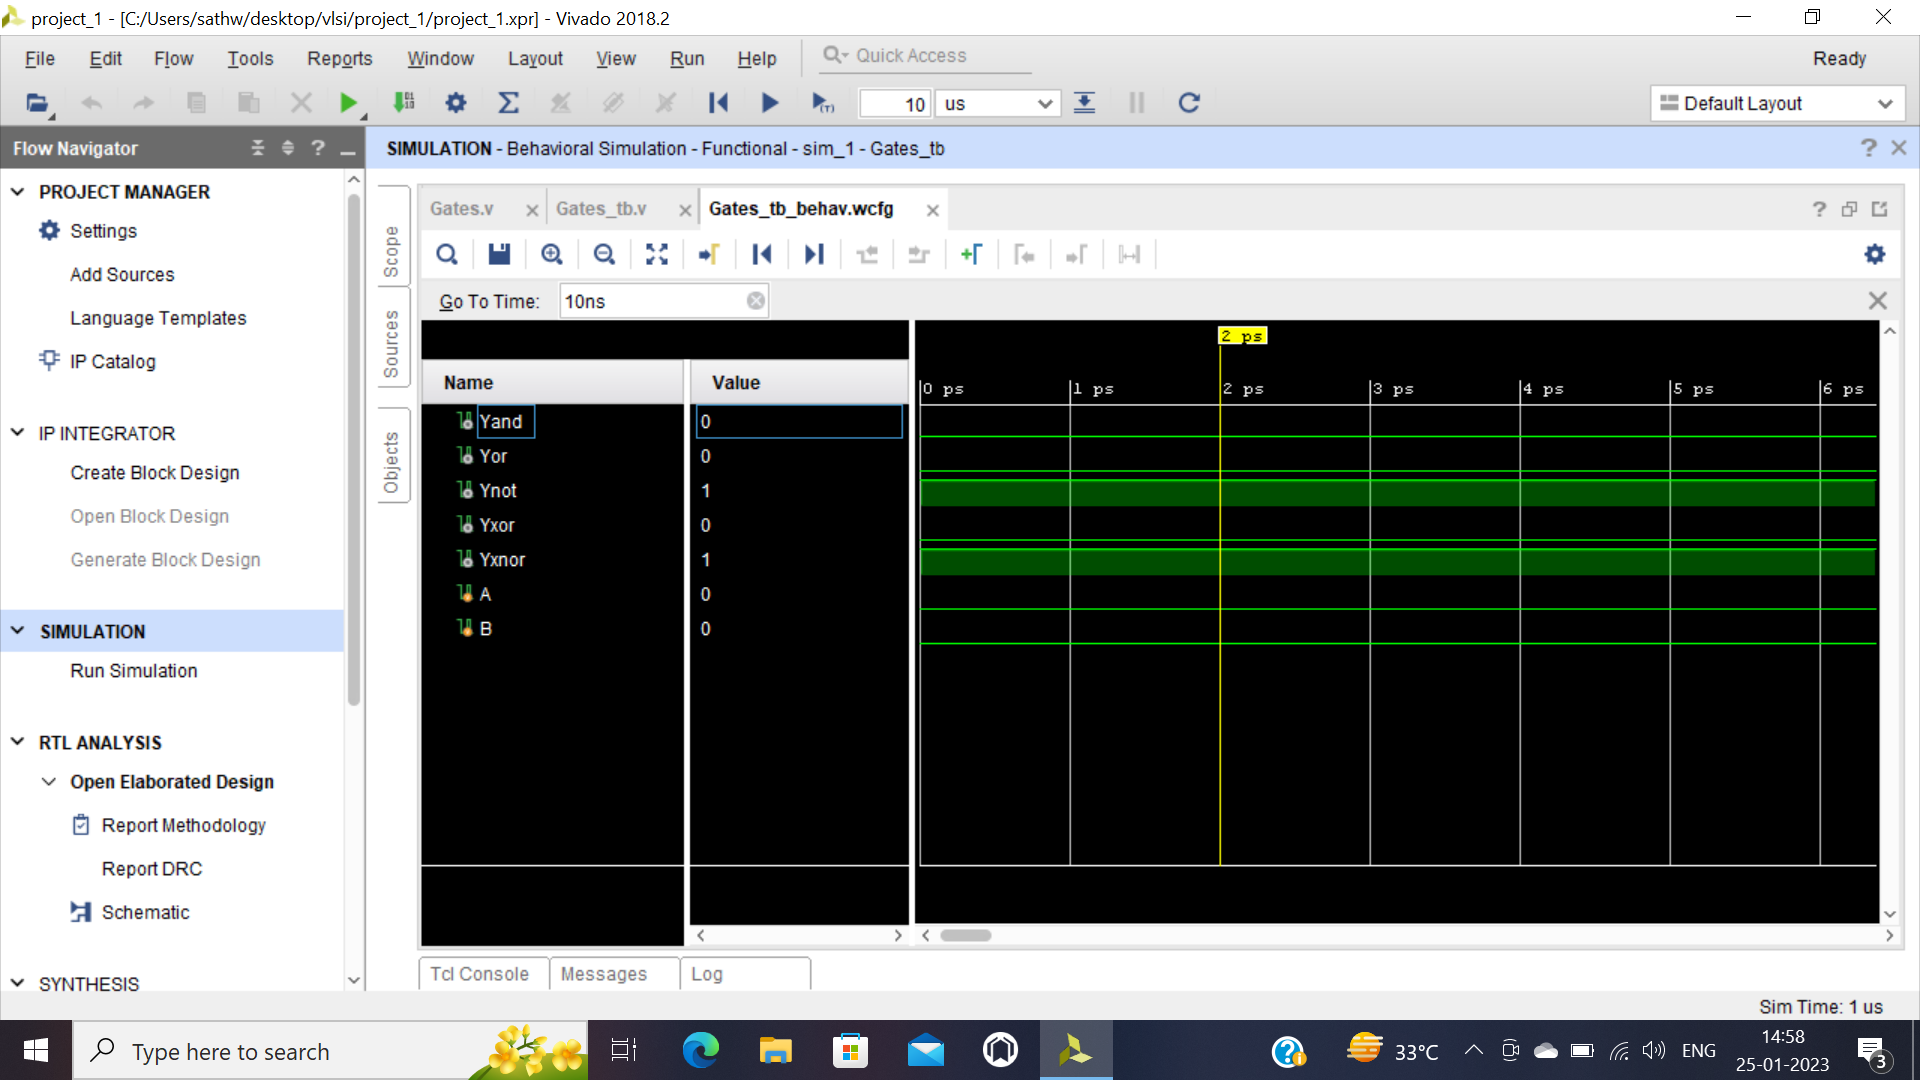 project_1 - [C:/Users/sathw/desktop/vlsi/project_1/project_1.xpr] - Vivado 2018.2
File Edit Flow Tools Reports Window Layout View Run Help Quick Access Ready
10 us Default Layout
Flow Navigator
PROJECT MANAGER
Settings
Add Sources
Language Templates
IP Catalog
IP INTEGRATOR
Create Block Design
Open Block Design
Generate Block Design
SIMULATION
Run Simulation
RTL ANALYSIS
Open Elaborated Design
Report Methodology
Report DRC
Schematic
SYNTHESIS
SIMULATION - Behavioral Simulation - Functional - sim_1 - Gates_tb
Scope
Sources
Objects
Gates.v Gates_tb.v Gates_tb_behav.wcfg
Go To Time: 10ns
Name Value
Yand 0
Yor 0
Ynot 1
Yxor 0
Yxnor 1
A 0
B 0
2 ps
0 ps 1 ps 2 ps 3 ps 4 ps 5 ps 6 ps
Tcl Console Messages Log
Sim Time: 1 us
Type here to search
33°C
ENG
14:58
25-01-2023
3